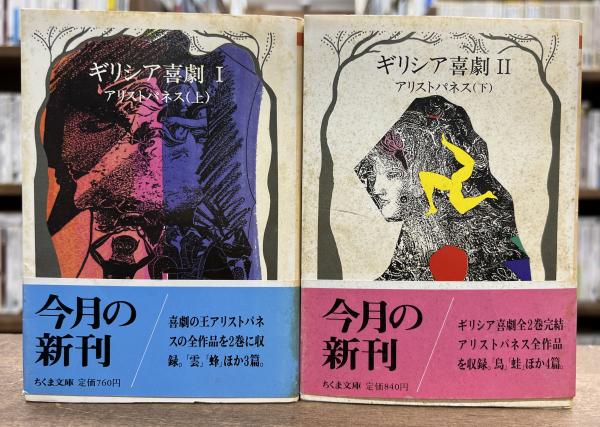 ギリシア喜劇 I
アリストパネス(上)
今月の
新刊
喜劇の王アリストパネ
スの全作品を2巻に収
録。「雲」「蜂」ほか3篇。
ちくま文庫 定価760円
ギリシア喜劇 II
アリストパネス(下)
今月の
新刊
ギリシア喜劇全2巻完結
アリストパネス全作品
を収録。「鳥」「蛙」ほか4篇。
ちくま文庫 定価840円